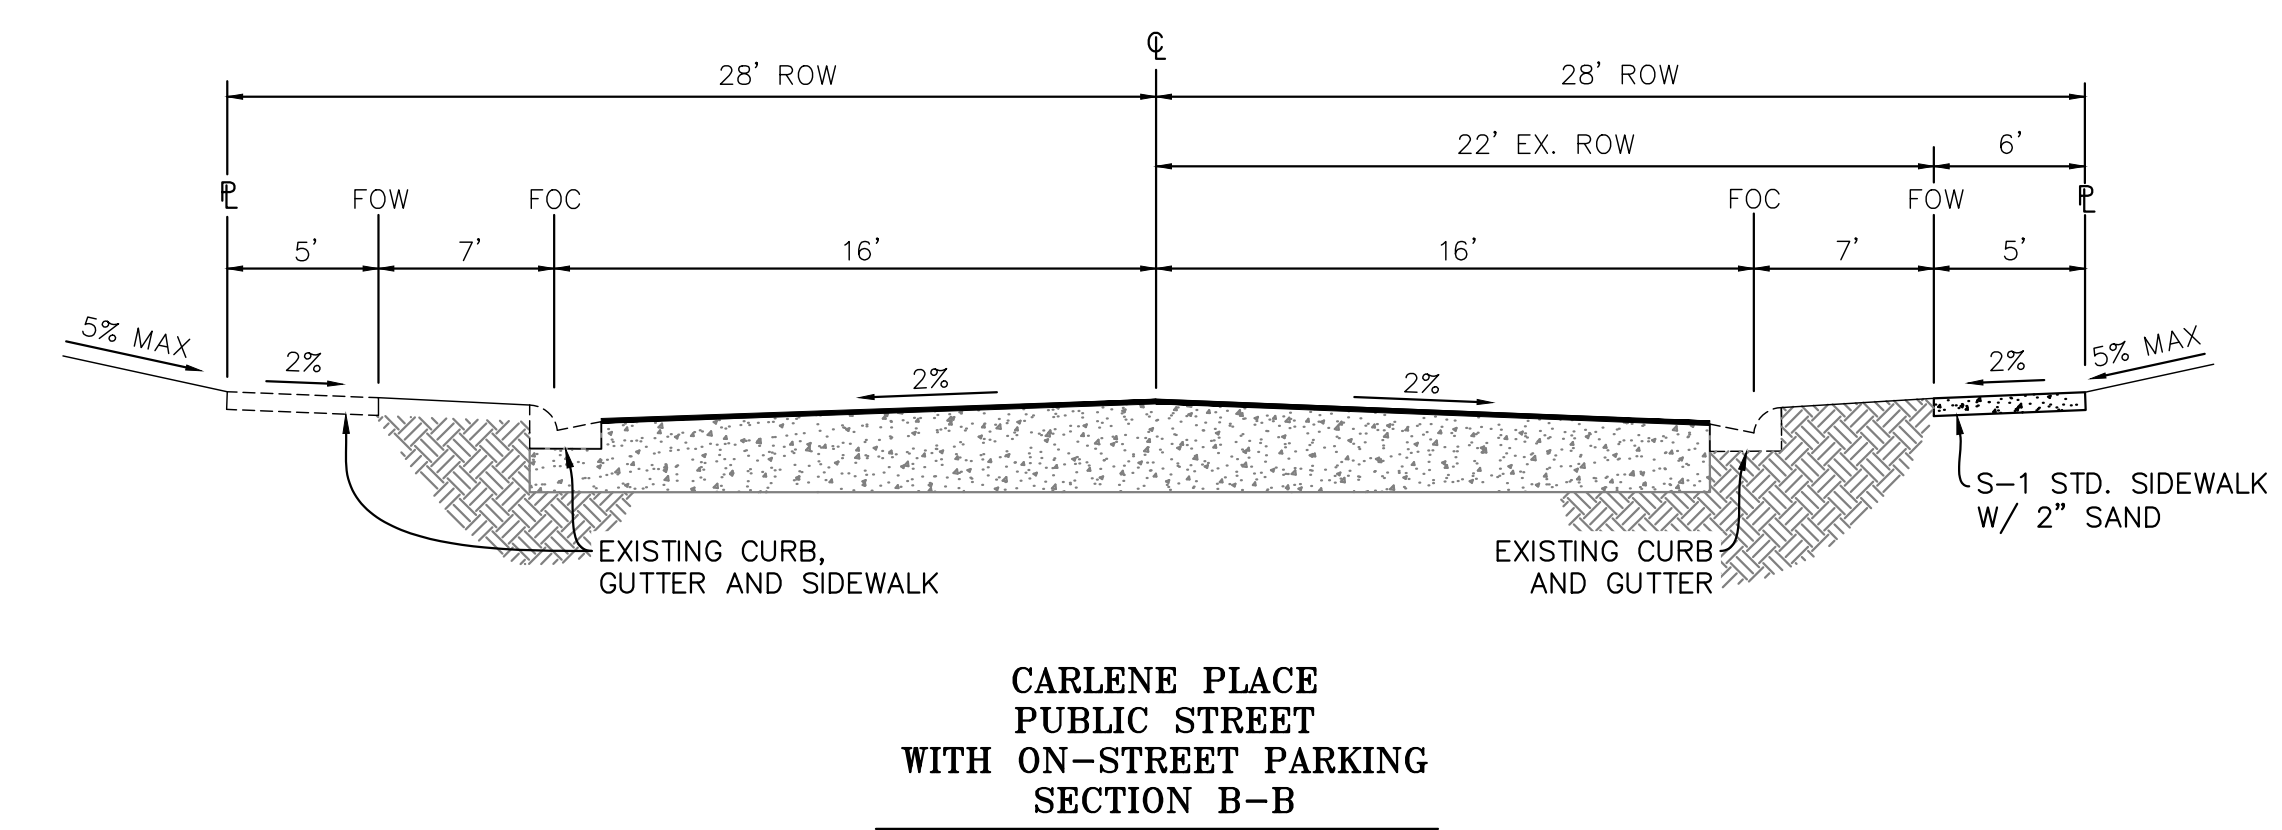 ℄
28' ROW
28' ROW
22' EX. ROW
6'
℗L
FOW
FOC
FOC
FOW
℗L
5'
7'
16'
16'
7'
5'
5% MAX
2%
2%
2%
2%
5% MAX
S-1 STD. SIDEWALK
W/ 2" SAND
EXISTING CURB,
GUTTER AND SIDEWALK
EXISTING CURB
AND GUTTER
CARLENE PLACE
PUBLIC STREET
WITH ON-STREET PARKING
SECTION B-B